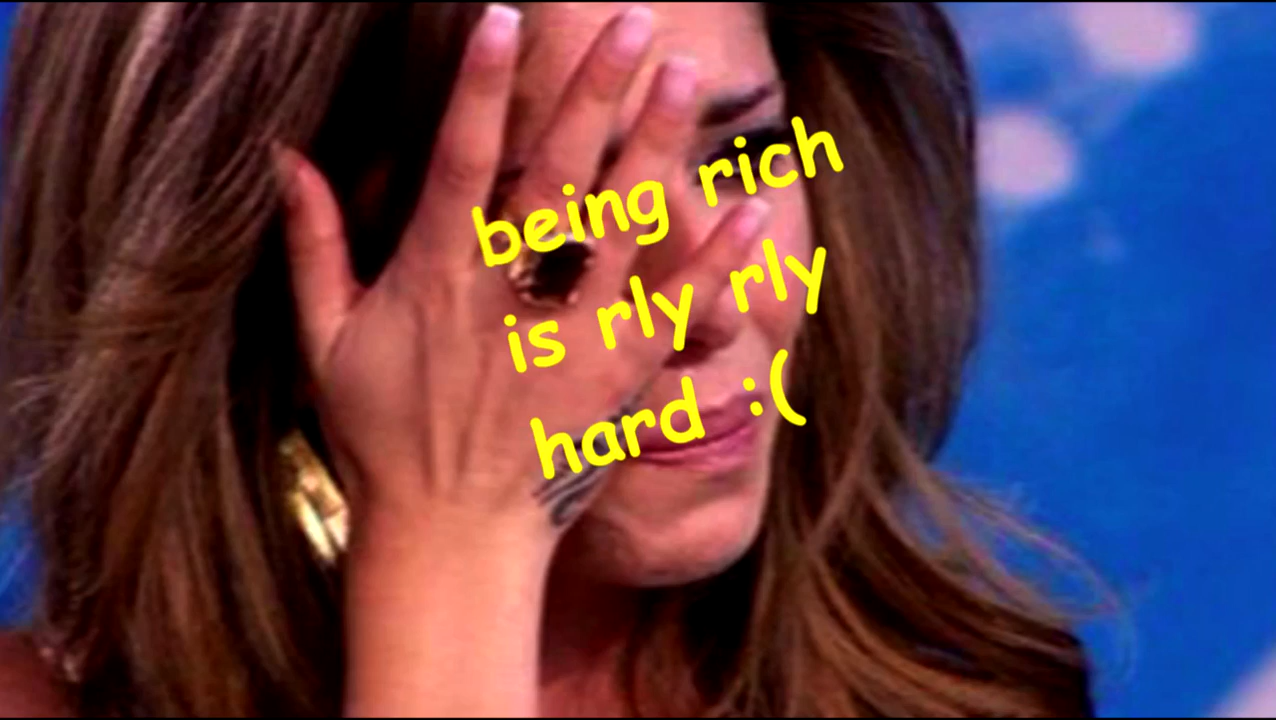 being rich
is rly rly
hard :(